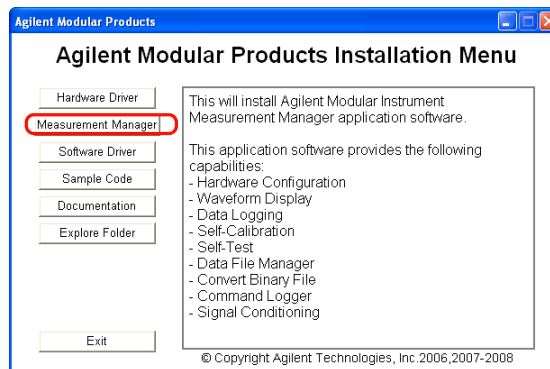 Agilent Modular Products
Agilent Modular Products Installation Menu
Hardware Driver
Measurement Manager
Software Driver
Sample Code
Documentation
Explore Folder
Exit
This will install Agilent Modular Instrument
Measurement Manager application software.
This application software provides the following
capabilities:
- Hardware Configuration
- Waveform Display
- Data Logging
- Self-Calibration
- Self-Test
- Data File Manager
- Convert Binary File
- Command Logger
- Signal Conditioning
© Copyright Agilent Technologies, Inc.2006,2007-2008